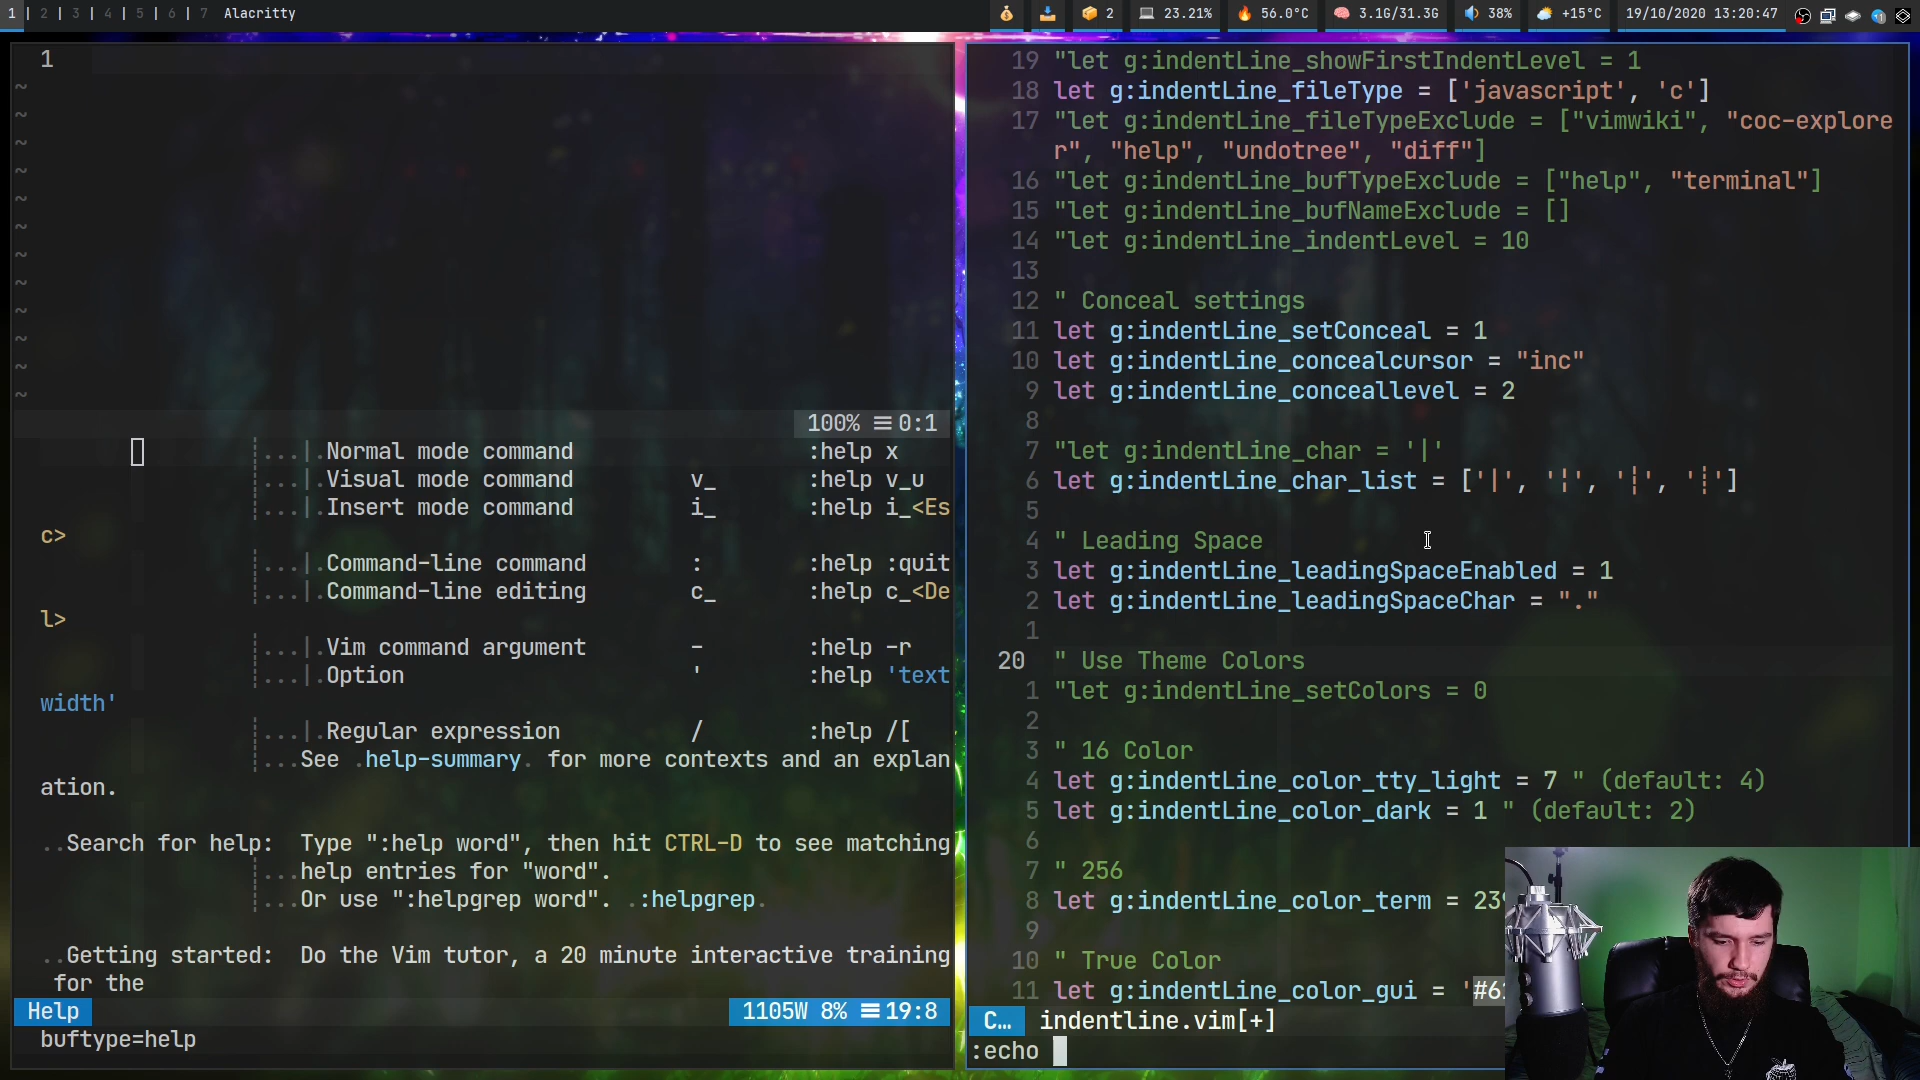 1 | 2 | 3 | 4 | 5 | 6 | 7 Alacritty
2 23.21% 56.0°C 3.1G/31.3G 38% +15°C 19/10/2020 13:20:47
1
~
~
~
~
~
~
~
~
~
~
~
~
100% ≡ 0:1
┊...|.Normal mode command :help x
┊...|.Visual mode command v_ :help v_u
┊...|.Insert mode command i_ :help i_<Es
c>
┊...|.Command-line command : :help :quit
┊...|.Command-line editing c_ :help c_<De
l>
┊...|.Vim command argument - :help -r
┊...|.Option ' :help 'text
width'
┊...|.Regular expression / :help /[
┊...See .help-summary. for more contexts and an explan
ation.
..Search for help: Type ":help word", then hit CTRL-D to see matching
┊...help entries for "word".
┊...Or use ":helpgrep word". .:helpgrep.
..Getting started: Do the Vim tutor, a 20 minute interactive training
for the
Help 1105W 8% ≡ 19:8
buftype=help
19 "let g:indentLine_showFirstIndentLevel = 1
18 let g:indentLine_fileType = ['javascript', 'c']
17 "let g:indentLine_fileTypeExclude = ["vimwiki", "coc-explore
r", "help", "undotree", "diff"]
16 "let g:indentLine_bufTypeExclude = ["help", "terminal"]
15 "let g:indentLine_bufNameExclude = []
14 "let g:indentLine_indentLevel = 10
13
12 " Conceal settings
11 let g:indentLine_setConceal = 1
10 let g:indentLine_concealcursor = "inc"
9 let g:indentLine_conceallevel = 2
8
7 "let g:indentLine_char = '|'
6 let g:indentLine_char_list = ['|', '¦', '┆', '┊']
5
4 " Leading Space
3 let g:indentLine_leadingSpaceEnabled = 1
2 let g:indentLine_leadingSpaceChar = "."
1
20 " Use Theme Colors
1 "let g:indentLine_setColors = 0
2
3 " 16 Color
4 let g:indentLine_color_tty_light = 7 " (default: 4)
5 let g:indentLine_color_dark = 1 " (default: 2)
6
7 " 256
8 let g:indentLine_color_term = 239
9
10 " True Color
11 let g:indentLine_color_gui = '#61
C... indentline.vim[+]
:echo